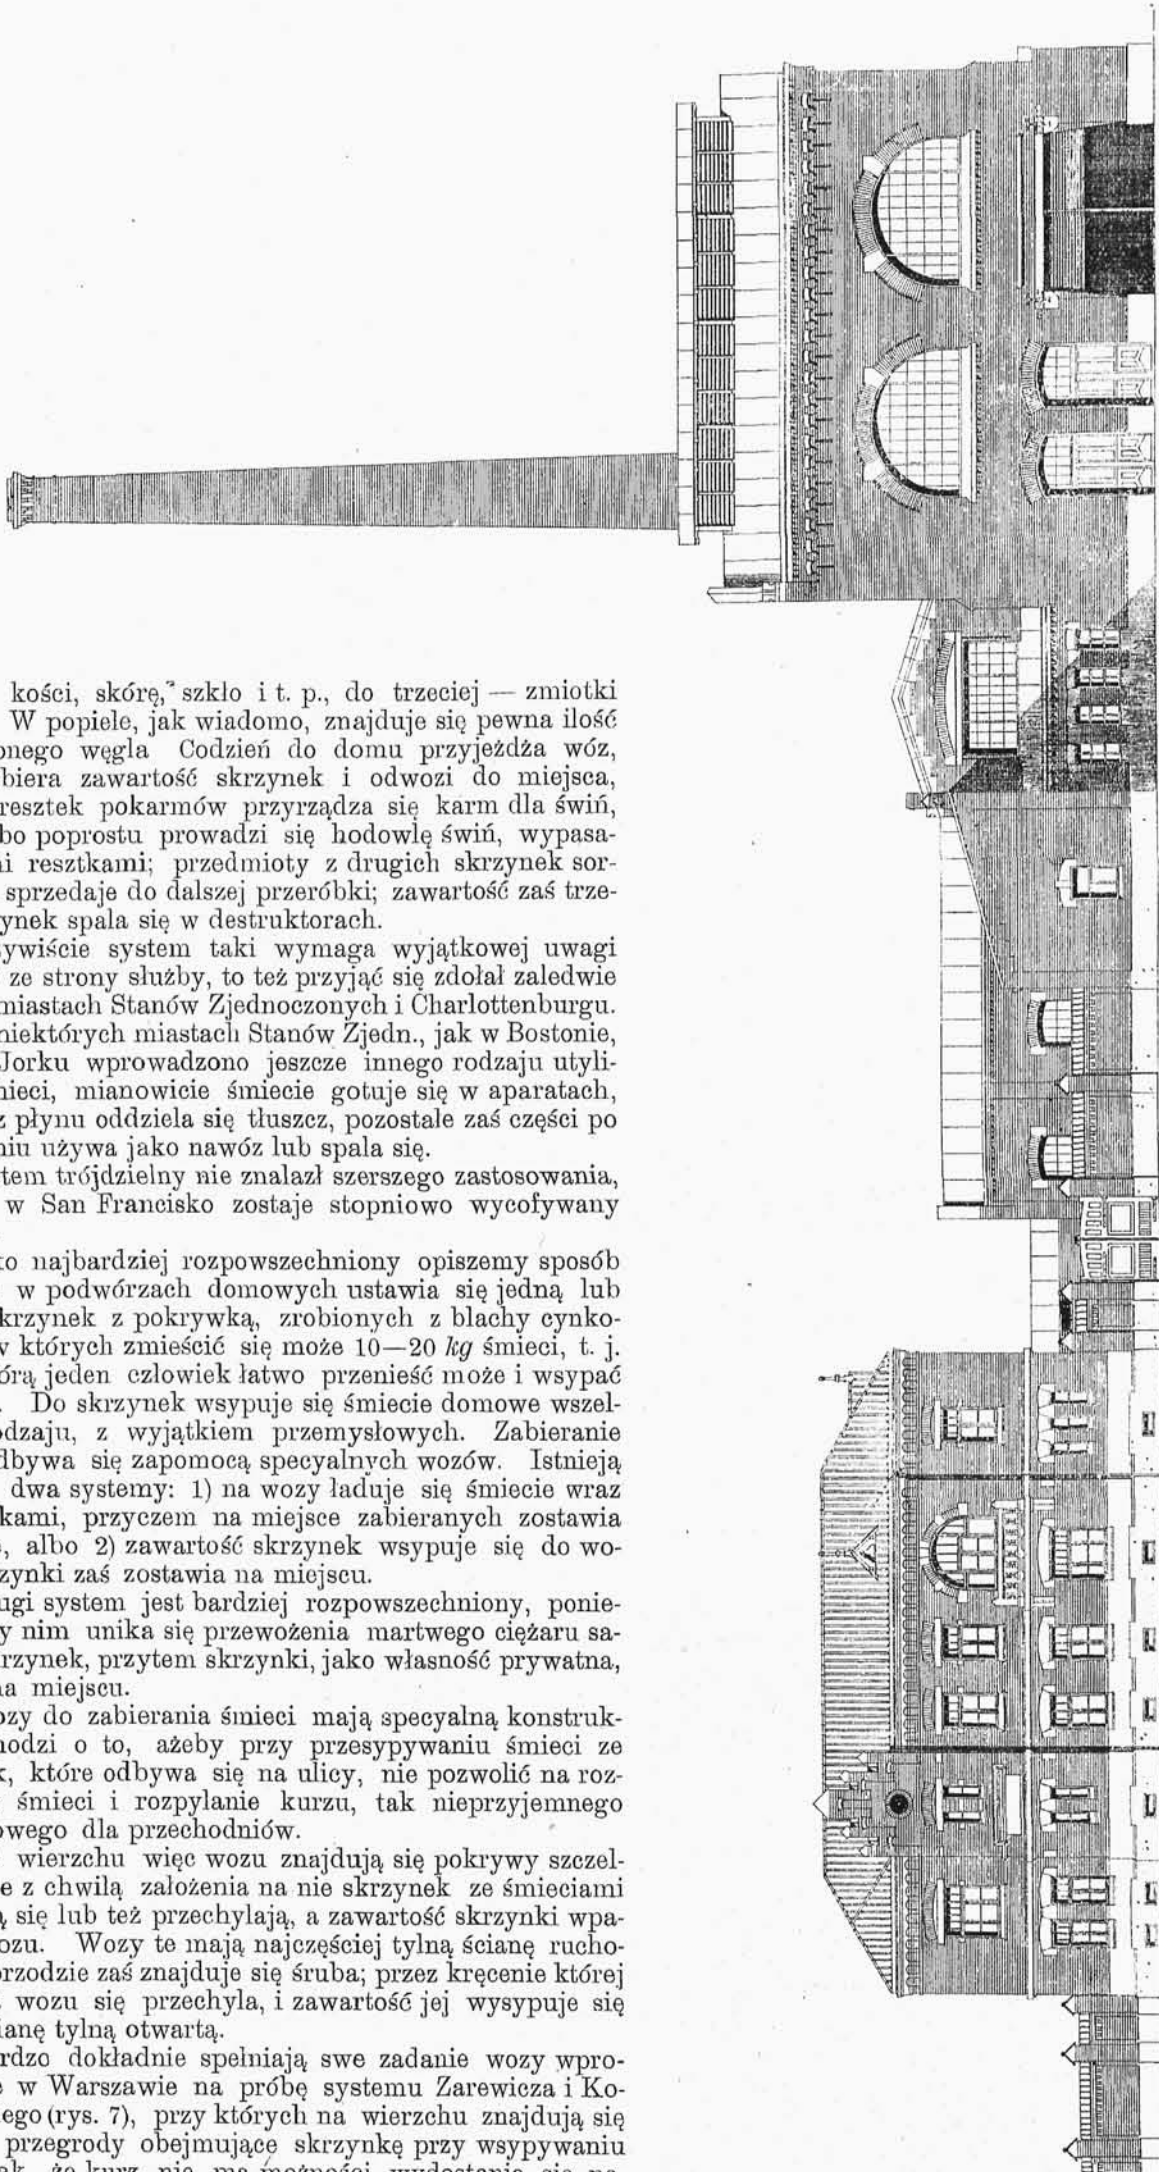 kości, skórę, szkło i t. p., do trzeciej — zmiotki
W popiele, jak wiadomo, znajduje się pewna ilość
onego węgla Codzień do domu przyjeżdża wóz,
biera zawartość skrzynek i odwozi do miejsca,
resztek pokarmów przyrządza się karm dla świń,
bo poprostu prowadzi się hodowlę świń, wypasa-
ni resztkami; przedmioty z drugich skrzynek sor-
sprzedaje do dalszej przeróbki; zawartość zaś trze-
ynek spala się w destruktorach.
ywiście system taki wymaga wyjątkowej uwagi
ze strony służby, to też przyjąć się zdołał zaledwie
miastach Stanów Zjednoczonych i Charlottenburgu.
niektórych miastach Stanów Zjedn., jak w Bostonie,
Jorku wprowadzono jeszcze innego rodzaju utyli-
nieci, mianowicie śmiecie gotuje się w aparatach,
z płynu oddziela się tłuszcz, pozostałe zaś części po
niu używa jako nawóz lub spala się.
tem trójdzielny nie znalazł szerszego zastosowania,
w San Francisko zostaje stopniowo wycofywany
ko najbardziej rozpowszechniony opiszemy sposób
w podwórzach domowych ustawia się jedną lub
krzynek z pokrywką, zrobionych z blachy cynko-
v których zmieścić się może 10—20 kg śmieci, t. j.
órą jeden człowiek łatwo przenieść może i wsypać
. Do skrzynek wsypuje się śmiecie domowe wszel-
odzaju, z wyjątkiem przemysłowych. Zabieranie
dbywa się zapomocą specyalnych wozów. Istnieją
dwa systemy: 1) na wozy ładuje się śmiecie wraz
kami, przyczem na miejsce zabieranych zostawia
, albo 2) zawartość skrzynek wsypuje się do wo-
zynki zaś zostawia na miejscu.
ugi system jest bardziej rozpowszechniony, ponie-
y nim unika się przewożenia martwego ciężaru sa-
rzynek, przytem skrzynki, jako własność prywatna,
na miejscu.
ozy do zabierania śmieci mają specyalną konstruk-
hodzi o to, ażeby przy przesypywaniu śmieci ze
k, które odbywa się na ulicy, nie pozwolić na roz-
śmieci i rozpylanie kurzu, tak nieprzyjemnego
owego dla przechodniów.
wierzchu więc wozu znajdują się pokrywy szczel-
e z chwilą założenia na nie skrzynek ze śmieciami
ą się lub też przechylają, a zawartość skrzynki wpa-
ozu. Wozy te mają najczęściej tylną ścianę rucho-
przodzie zaś znajduje się śruba; przez kręcenie której
wozu się przechyla, i zawartość jej wysypuje się
ianę tylną otwartą.
rdzo dokładnie spełniają swe zadanie wozy wpro-
e w Warszawie na próbę systemu Zarewicza i Ko-
ego (rys. 7), przy których na wierzchu znajdują się
przegrody obejmujące skrzynkę przy wsypywaniu
ak, że kurz nie ma możności wydostania się na-